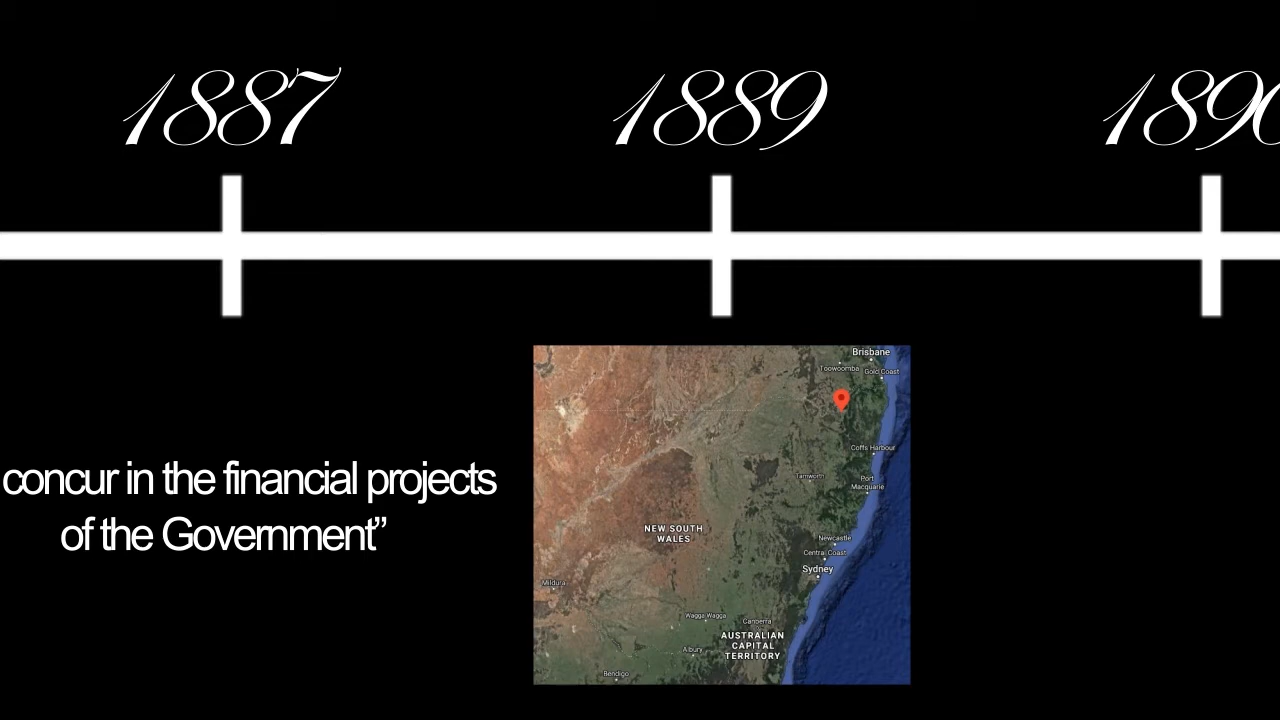 1887
1889
1890
concur in the financial projects
of the Government”
Brisbane
Toowoomba
Gold Coast
Coffs Harbour
Tamworth
Port
Macquarie
NEW SOUTH
WALES
Newcastle
Central Coast
Sydney
Mildura
Wagga Wagga
Canberra
AUSTRALIAN
CAPITAL
TERRITORY
Albury
Bendigo